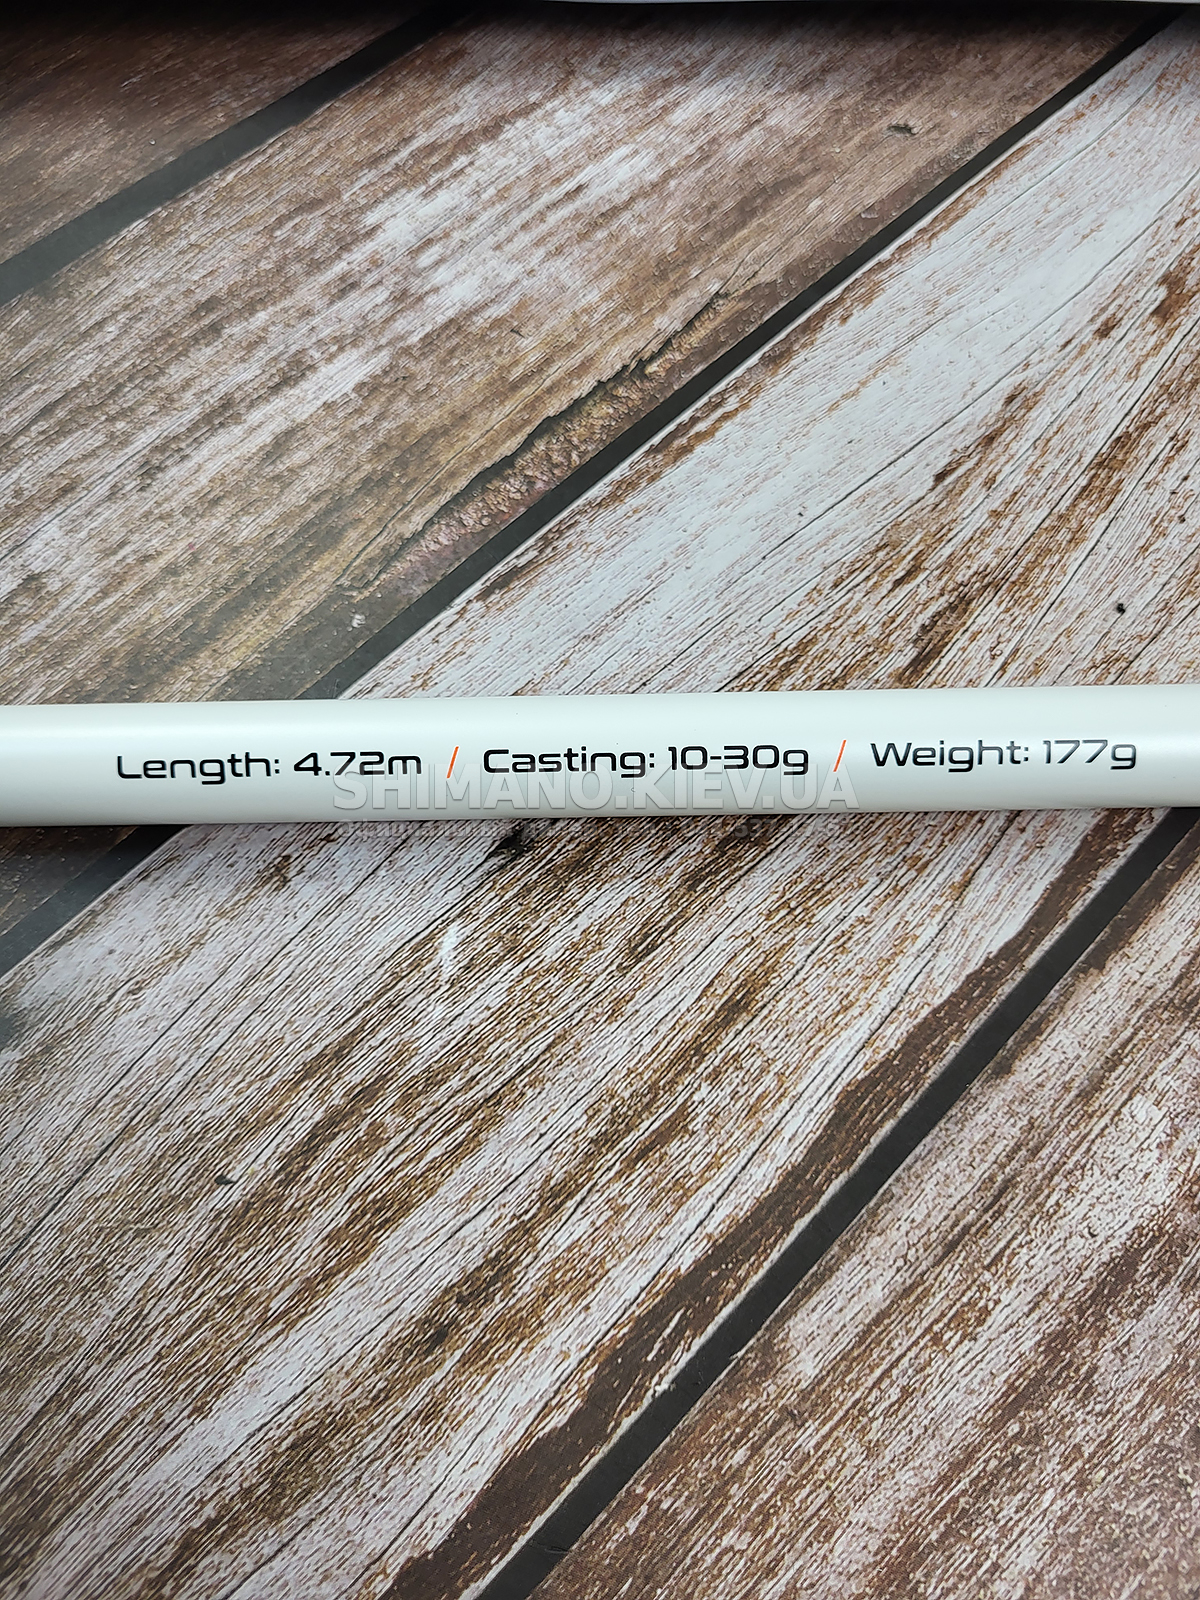 Length: 4.72m / Casting: 10-30g / Weight: 177g
SHIMANO.KIEV.UA